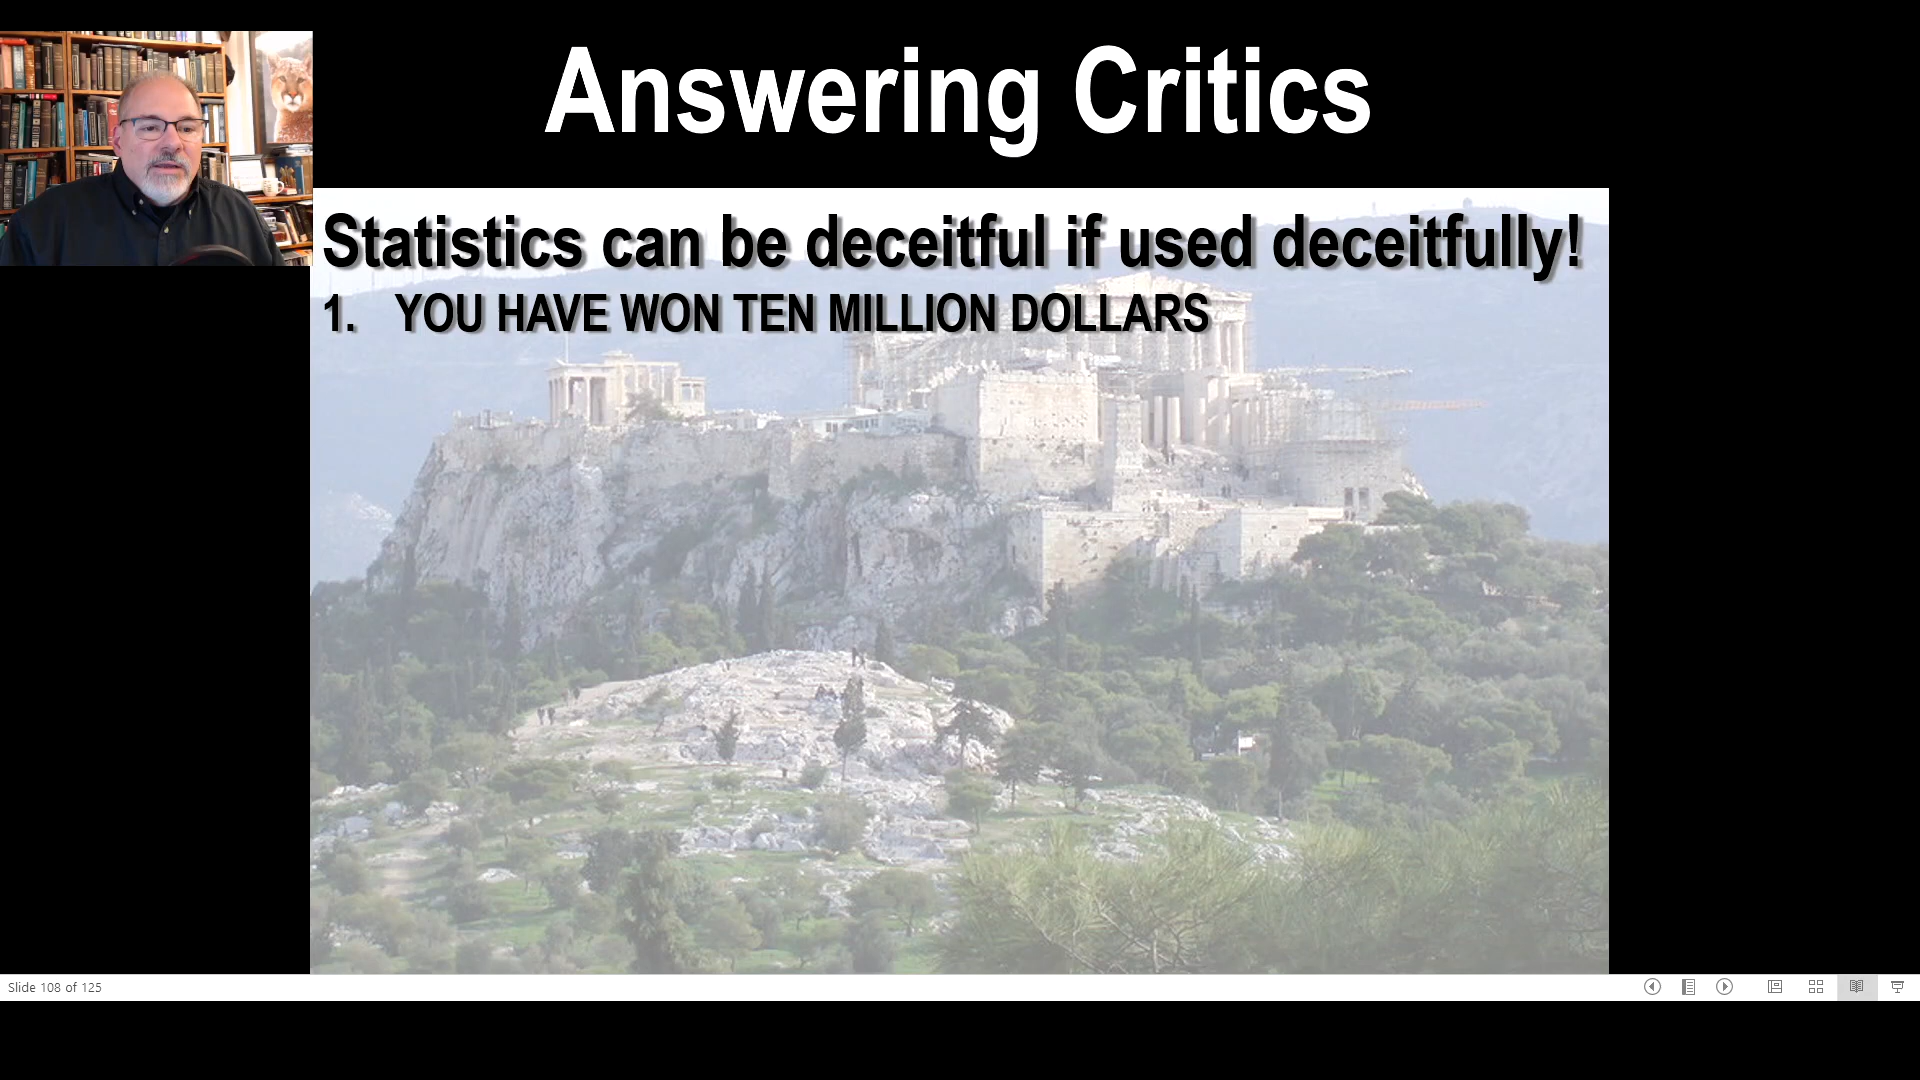 Answering Critics
Statistics can be deceitful if used deceitfully!
1. YOU HAVE WON TEN MILLION DOLLARS
Slide 108 of 125